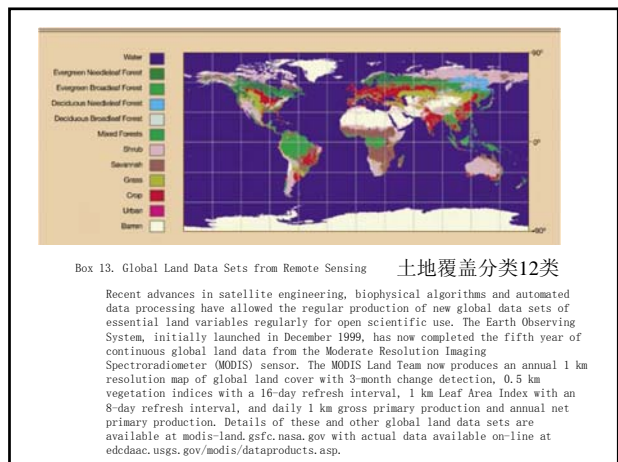 Water
Evergreen Needleleaf Forest
Evergreen Broadleaf Forest
Deciduous Needleleaf Forest
Deciduous Broadleaf Forest
Mixed Forests
Shrub
Savannah
Grass
Crop
Urban
Barren
90°
0°
-90°
Box 13. Global Land Data Sets from Remote Sensing 土地覆盖分类12类
Recent advances in satellite engineering, biophysical algorithms and automated
data processing have allowed the regular production of new global data sets of
essential land variables regularly for open scientific use. The Earth Observing
System, initially launched in December 1999, has now completed the fifth year of
continuous global land data from the Moderate Resolution Imaging
Spectroradiometer (MODIS) sensor. The MODIS Land Team now produces an annual 1 km
resolution map of global land cover with 3-month change detection, 0.5 km
vegetation indices with a 16-day refresh interval, 1 km Leaf Area Index with an
8-day refresh interval, and daily 1 km gross primary production and annual net
primary production. Details of these and other global land data sets are
available at modis-land.gsfc.nasa.gov with actual data available on-line at
edcdaac.usgs.gov/modis/dataproducts.asp.